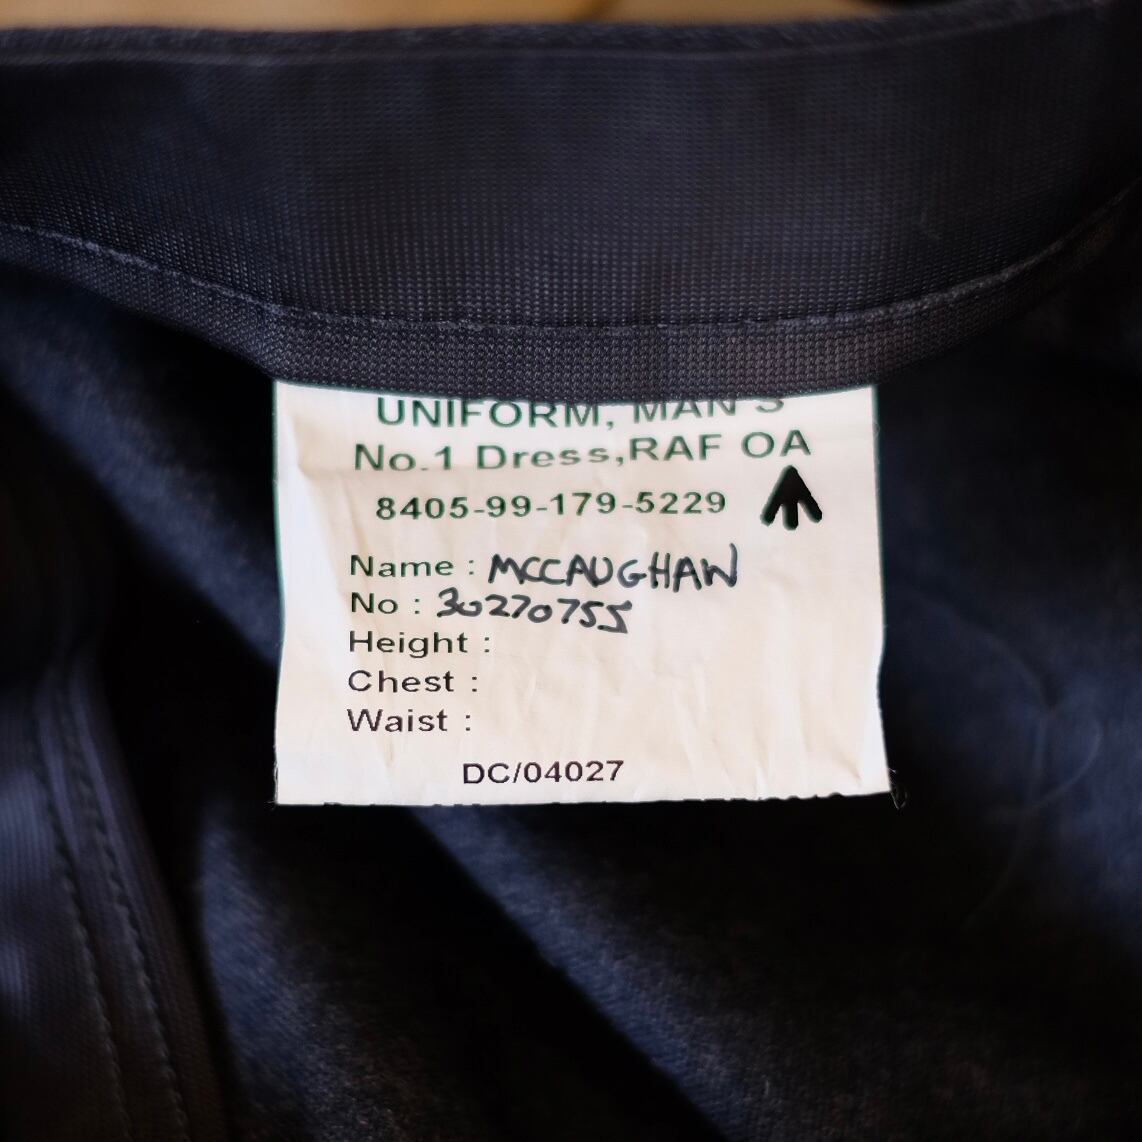 UNIFORM, MAN'S
No.1 Dress,RAF OA
8405-99-179-5229
Name : MCCAUGHAN
No : 30270755
Height :
Chest :
Waist :
DC/04027